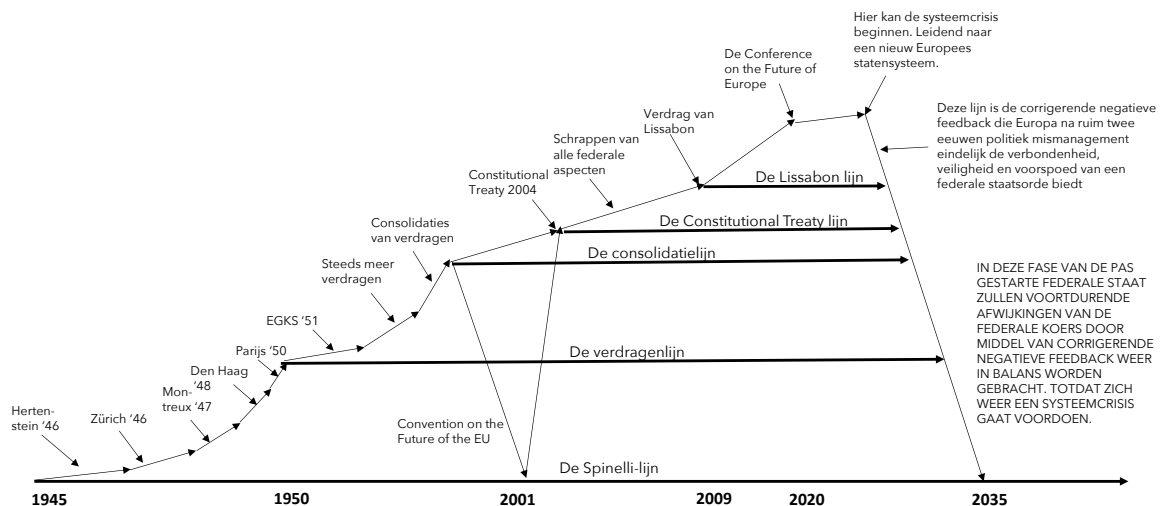 Hier kan de systeemcrisis
beginnen. Leidend naar
een nieuw Europees
statensysteem.
De Conference
on the Future of
Europe
Deze lijn is de corrigerende negatieve
feedback die Europa na ruim twee
eeuwen politiek mismanagement
eindelijk de verbondenheid,
veiligheid en voorspoed van een
federale staatsorde biedt
Verdrag van
Lissabon
Schrappen van
alle federale
aspecten
Constitutional
Treaty 2004
De Lissabon lijn
Consolidaties
van verdragen
De Constitutional Treaty lijn
De consolidatielijn
Steeds meer
verdragen
IN DEZE FASE VAN DE PAS
GESTARTE FEDERALE STAAT
ZULLEN VOORTDURENDE
AFWIJKINGEN VAN DE
FEDERALE KOERS DOOR
MIDDEL VAN CORRIGERENDE
NEGATIEVE FEEDBACK WEER
IN BALANS WORDEN
GEBRACHT. TOTDAT ZICH
WEER EEN SYSTEEMCRISIS
GAAT VOORDOEN.
EGKS '51
Parijs '50
De verdragenlijn
Den Haag
'48
Mon-
treux '47
Zürich '46
Herten-
stein '46
Convention on the
Future of the EU
De Spinelli-lijn
1945
1950
2001
2009
2020
2035